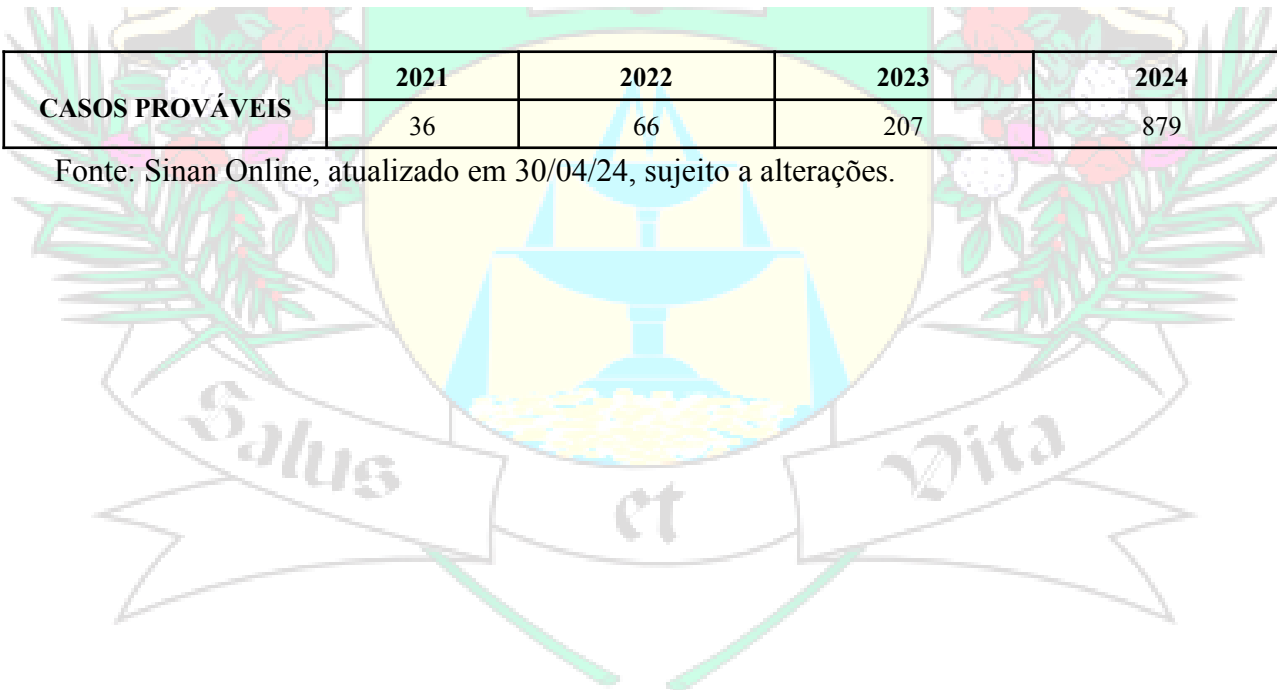 2021 2022 2023 2024
CASOS PROVÁVEIS
36 66 207 879
Fonte: Sinan Online, atualizado em 30/04/24, sujeito a alterações.
Salus et Vita